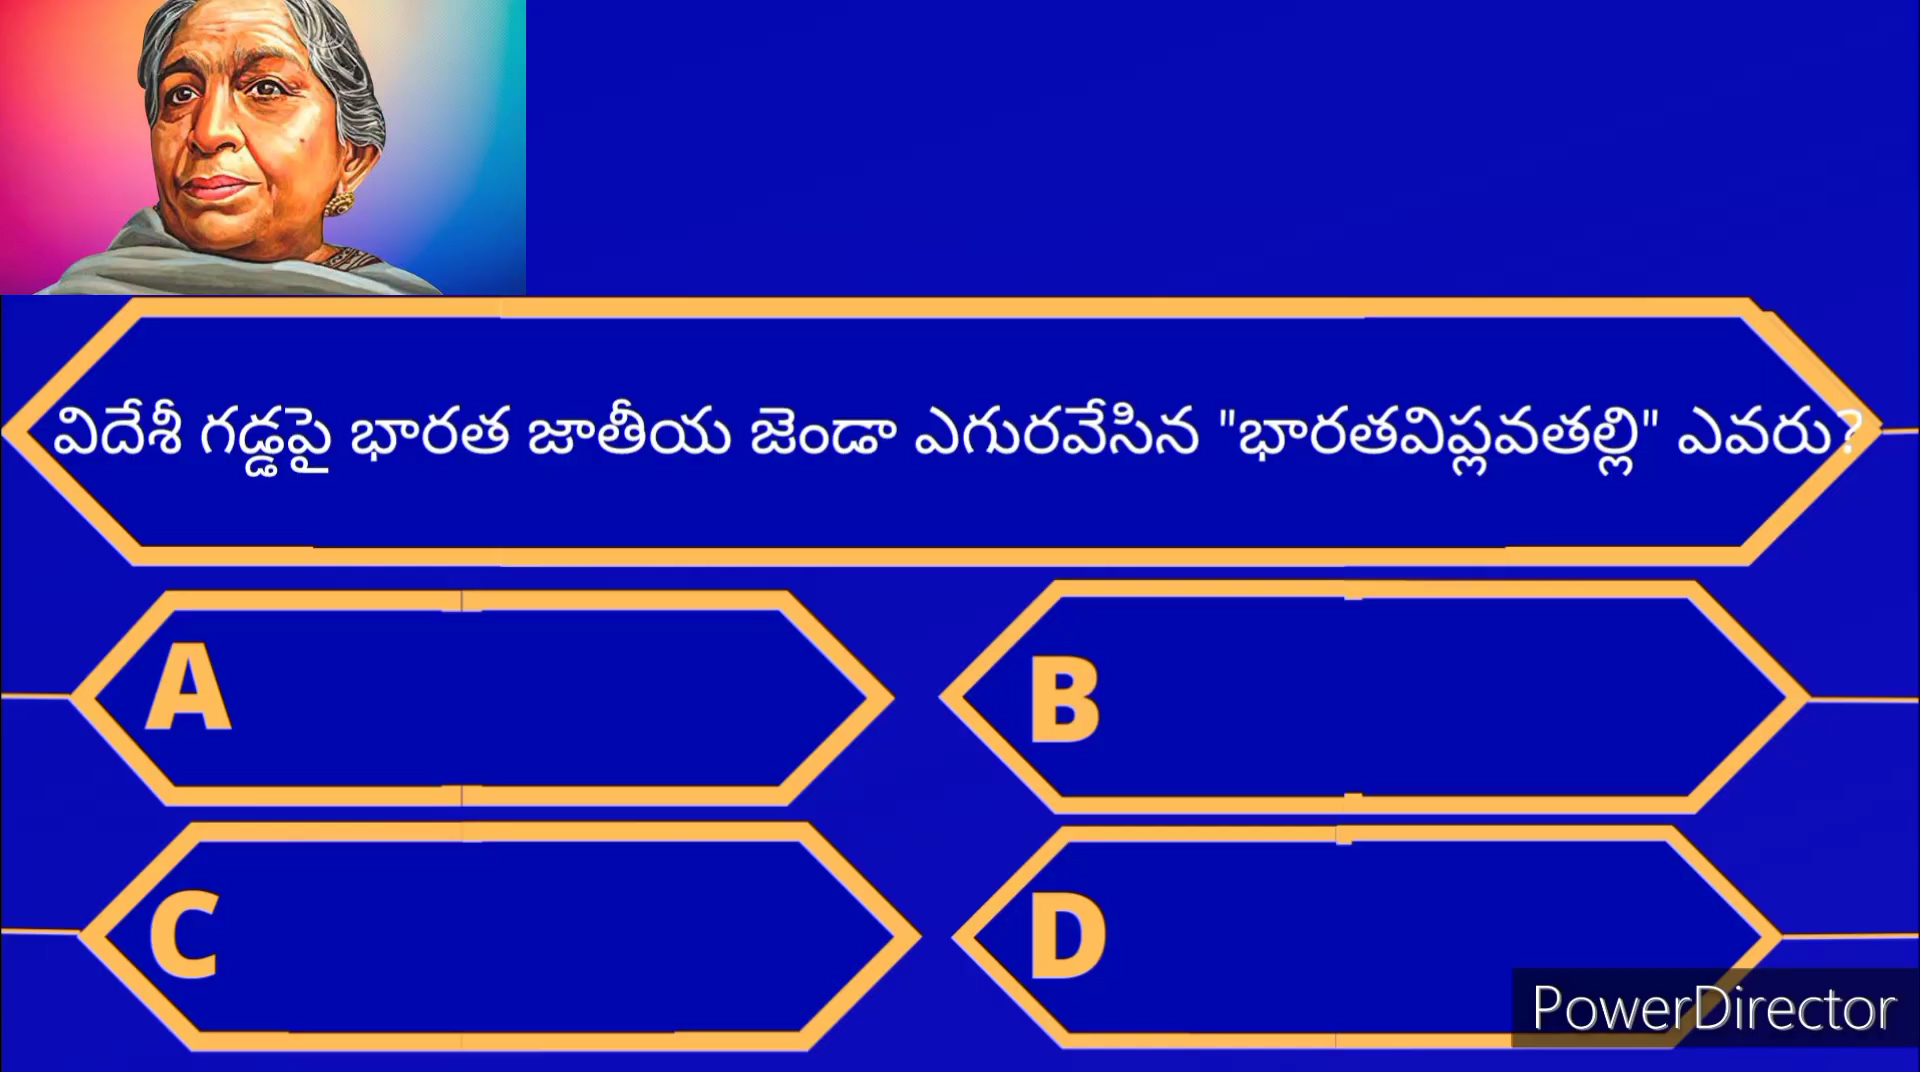 విదేశీ గడ్డపై భారత జాతీయ జెండా ఎగురవేసిన "భారతవిప్లవతల్లి" ఎవరు?
A
B
C
D
PowerDirector